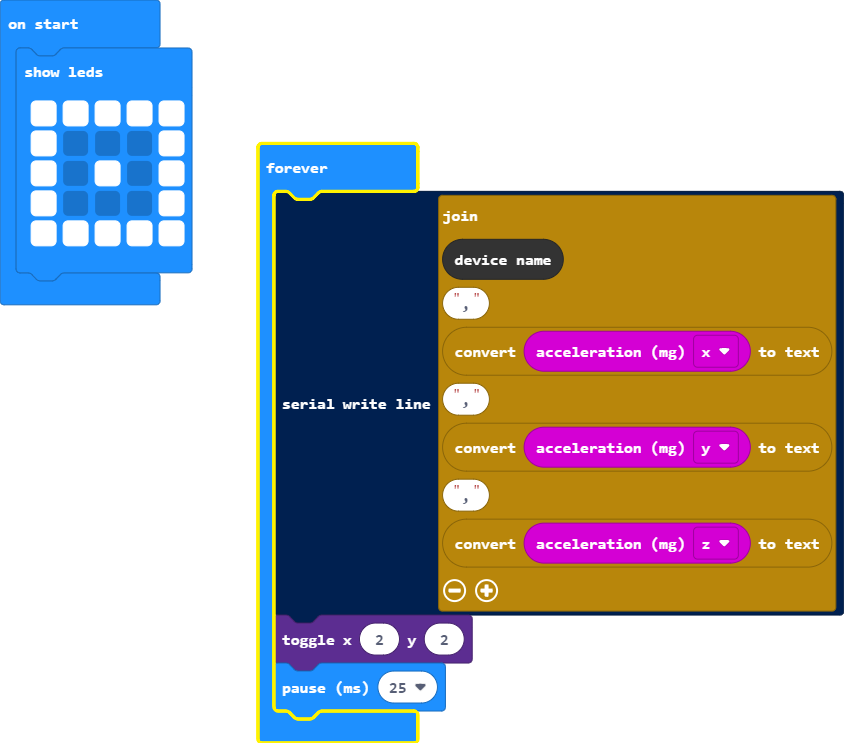 on start
show leds
forever
serial write line
join
device name
","
convert acceleration (mg) x to text
","
convert acceleration (mg) y to text
","
convert acceleration (mg) z to text
toggle x 2 y 2
pause (ms) 25